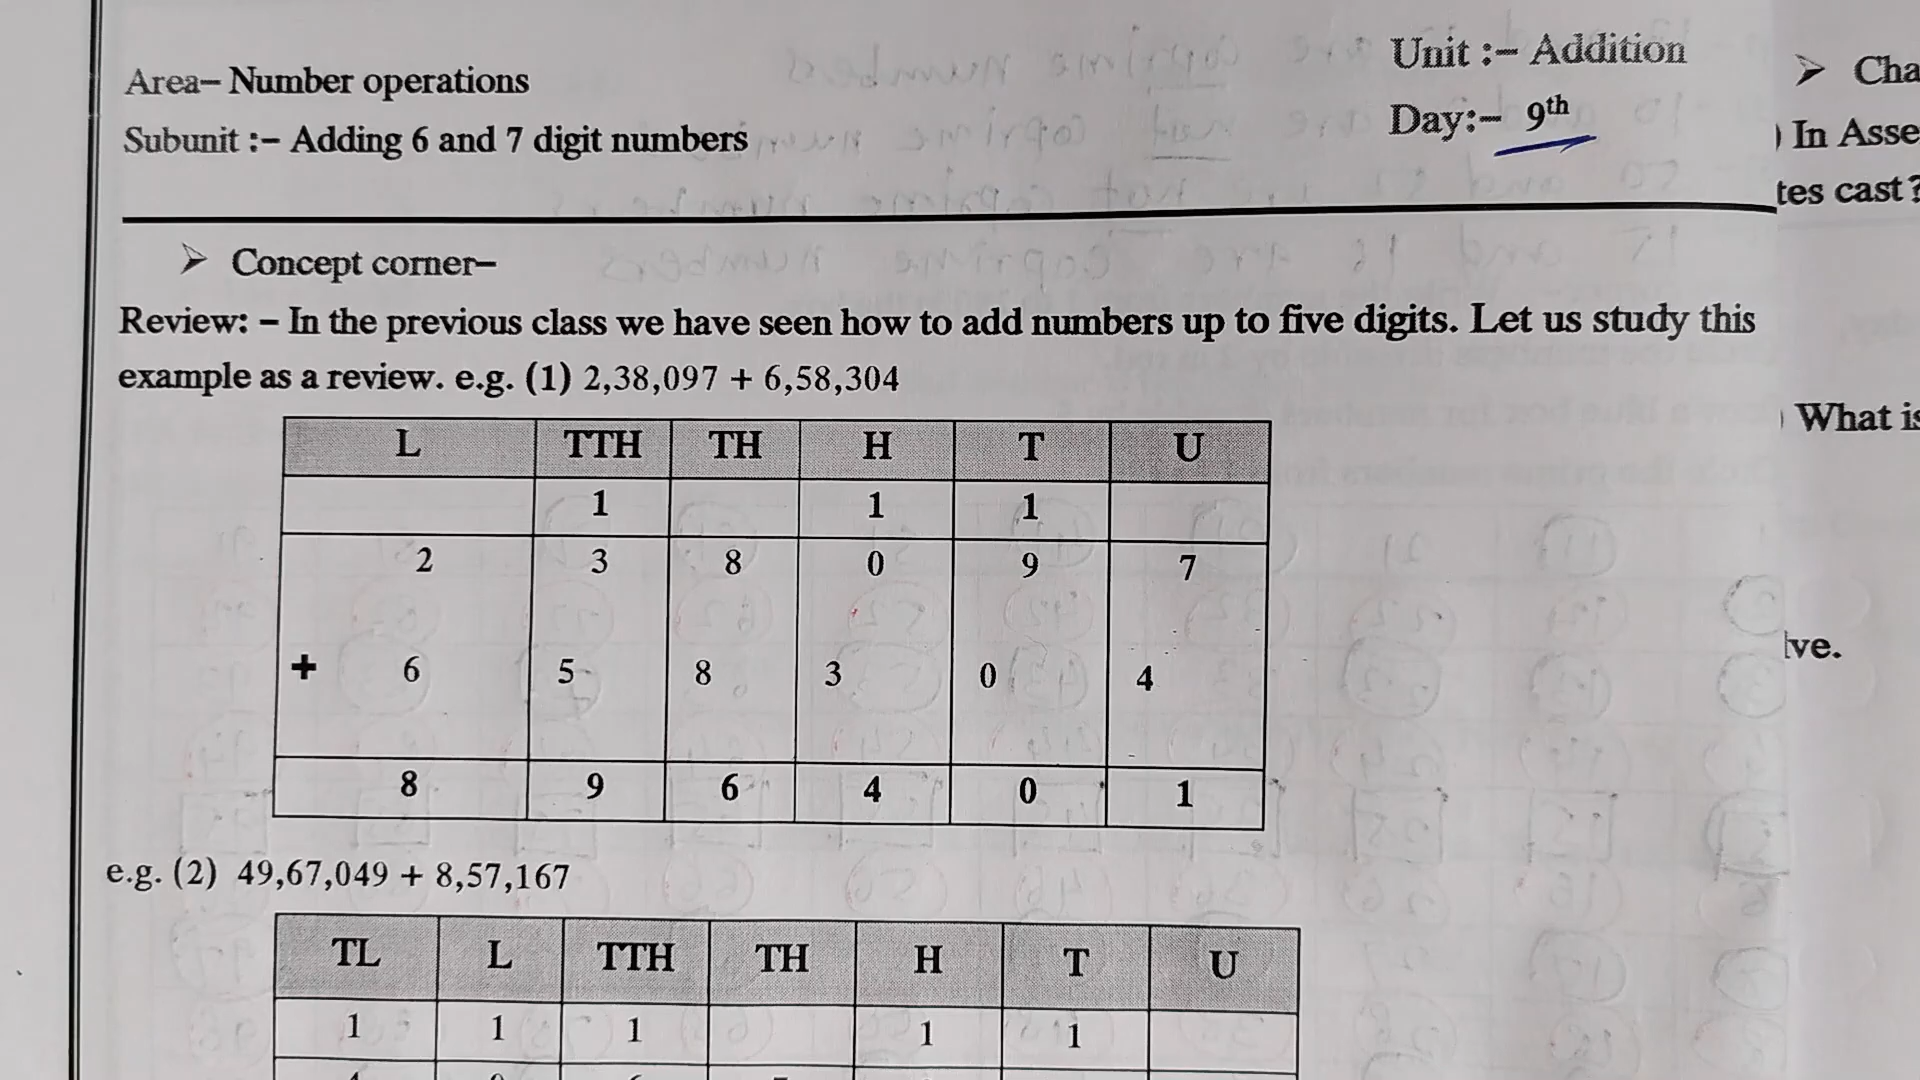 Area– Number operations
Unit :– Addition
Subunit :– Adding 6 and 7 digit numbers
Day:– 9th
➤ Concept corner–
Review: – In the previous class we have seen how to add numbers up to five digits. Let us study this
example as a review. e.g. (1) 2,38,097 + 6,58,304
L TTH TH H T U
1 1 1
2 3 8 0 9 7
+ 6 5 8 3 0 4
8 9 6 4 0 1
e.g. (2) 49,67,049 + 8,57,167
TL L TTH TH H T U
1 1 1 1 1
➤ Cha
) In Asse
tes cast?
What is
lve.